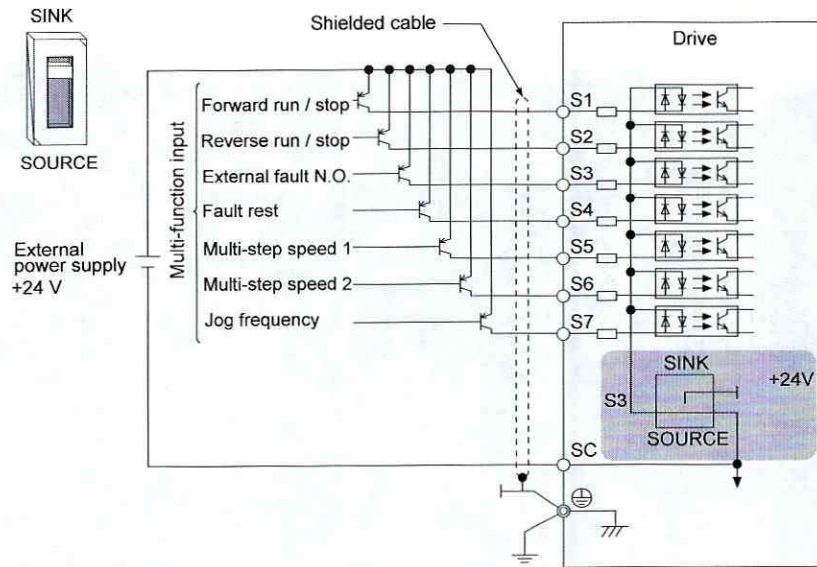 SINK
SOURCE
Shielded cable
Drive
Multi-function input
Forward run / stop
Reverse run / stop
External fault N.O.
Fault rest
Multi-step speed 1
Multi-step speed 2
Jog frequency
External
power supply
+24 V
S1
S2
S3
S4
S5
S6
S7
SINK
+24V
S3
SOURCE
SC